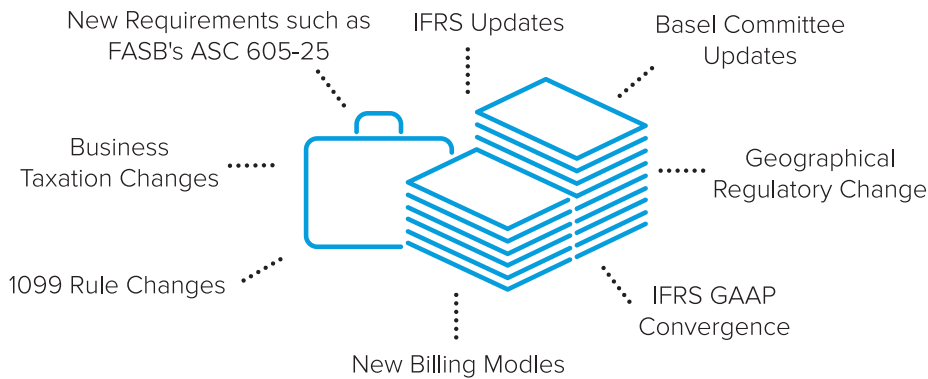 New Requirements such as
FASB's ASC 605-25
IFRS Updates
Basel Committee
Updates
Business
Taxation Changes
Geographical
Regulatory Change
1099 Rule Changes
IFRS GAAP
Convergence
New Billing Modles